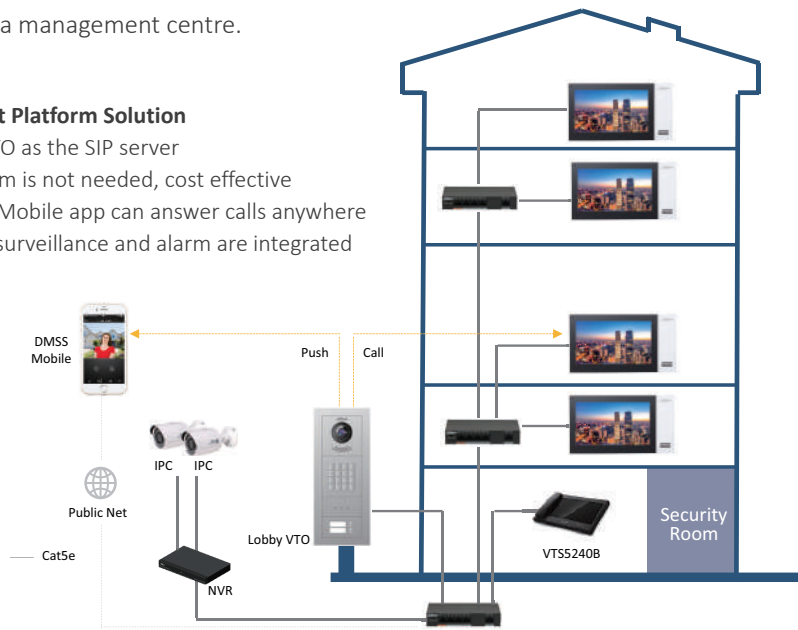 a management centre.
t Platform Solution
O as the SIP server
m is not needed, cost effective
Mobile app can answer calls anywhere
surveillance and alarm are integrated
DMSS
Mobile
Push
Call
IPC
IPC
Public Net
Lobby VTO
Security
Room
VTS5240B
Cat5e
NVR